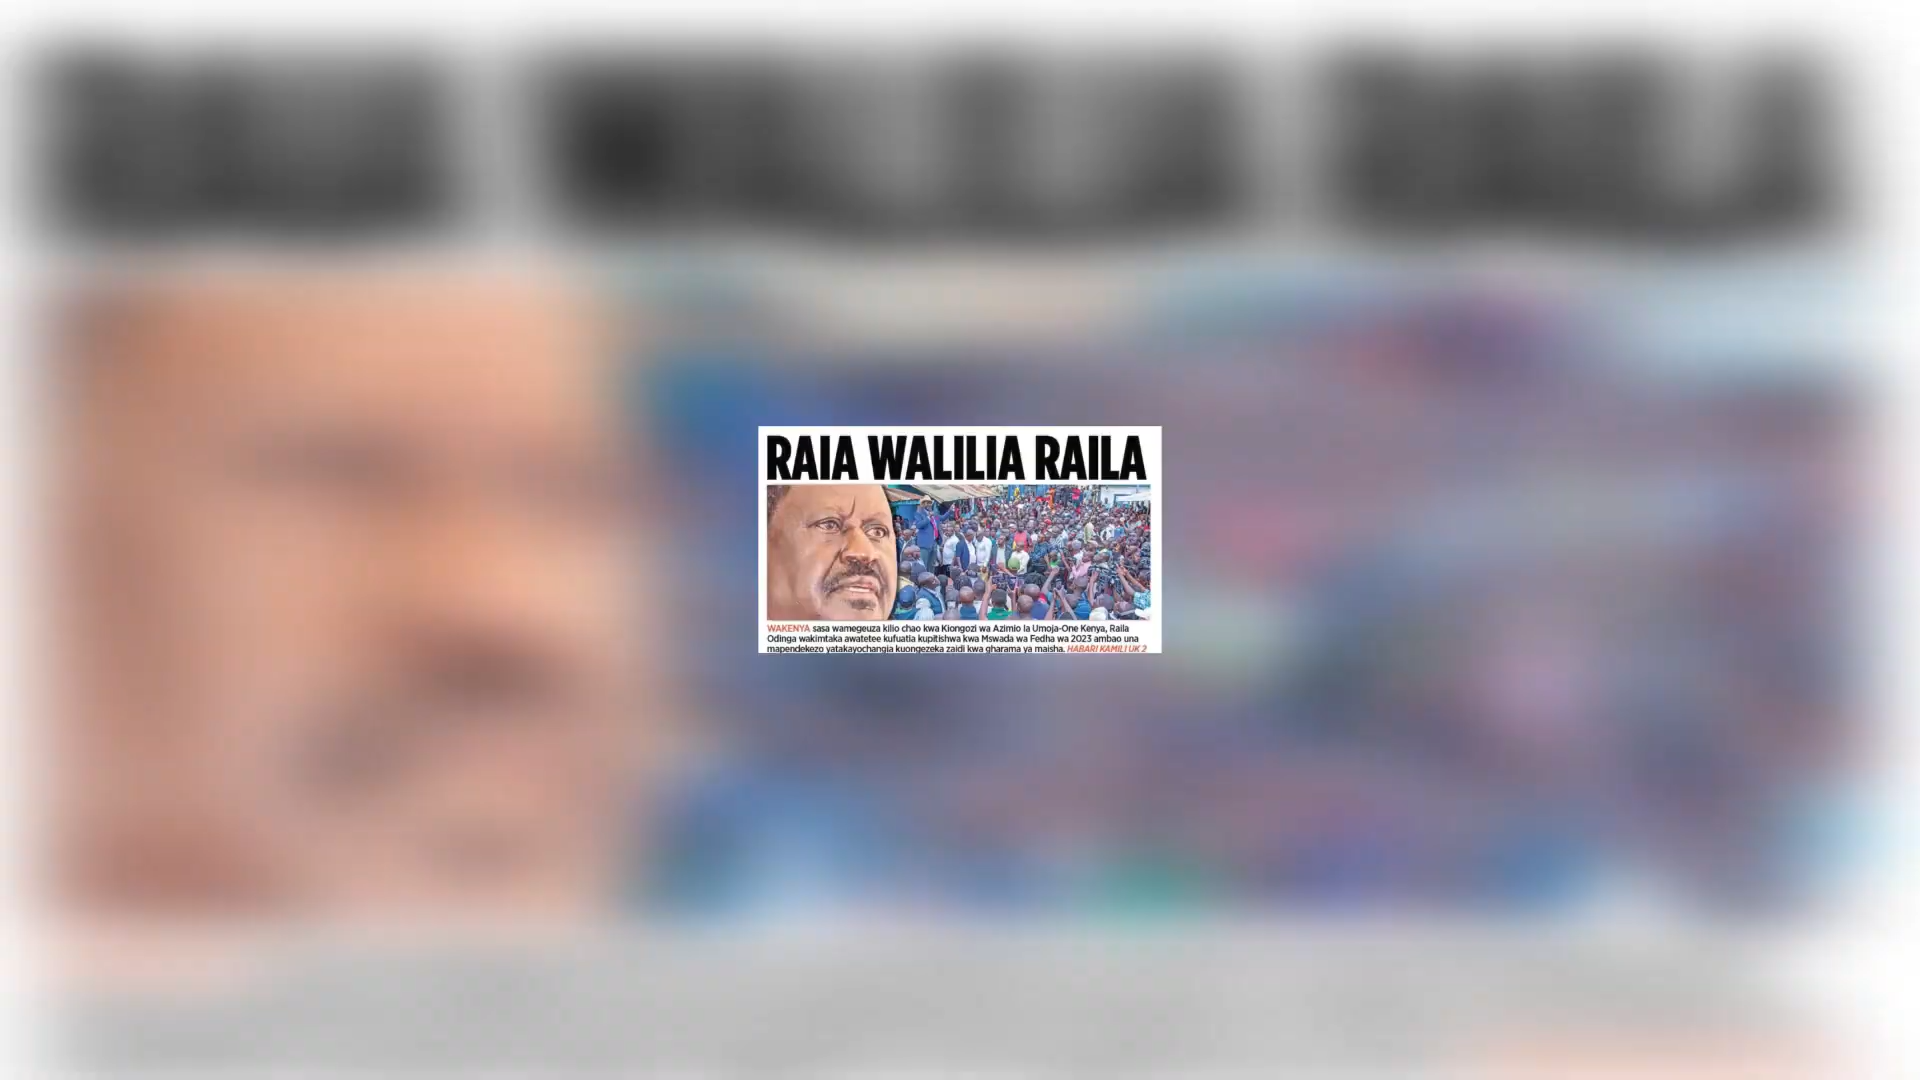 RAIA WALILIA RAILA
WAKENYA sasa wamegeuza kilio chao kwa Kiongozi wa Azimio la Umoja-One Kenya, Raila
Odinga wakimtaka awatetee kufuatia kupitishwa kwa Mswada wa Fedha wa 2023 ambao una
mapendekezo yatakayochangia kuongezeka zaidi kwa gharama ya maisha. HABARI KAMILI UK 2